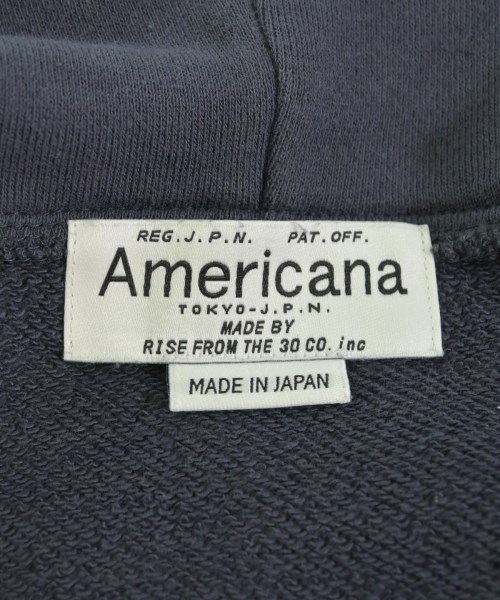 REG.J.P.N. PAT.OFF.
Americana
TOKYO-J.P.N.
MADE BY
RISE FROM THE 30 CO. inc
MADE IN JAPAN